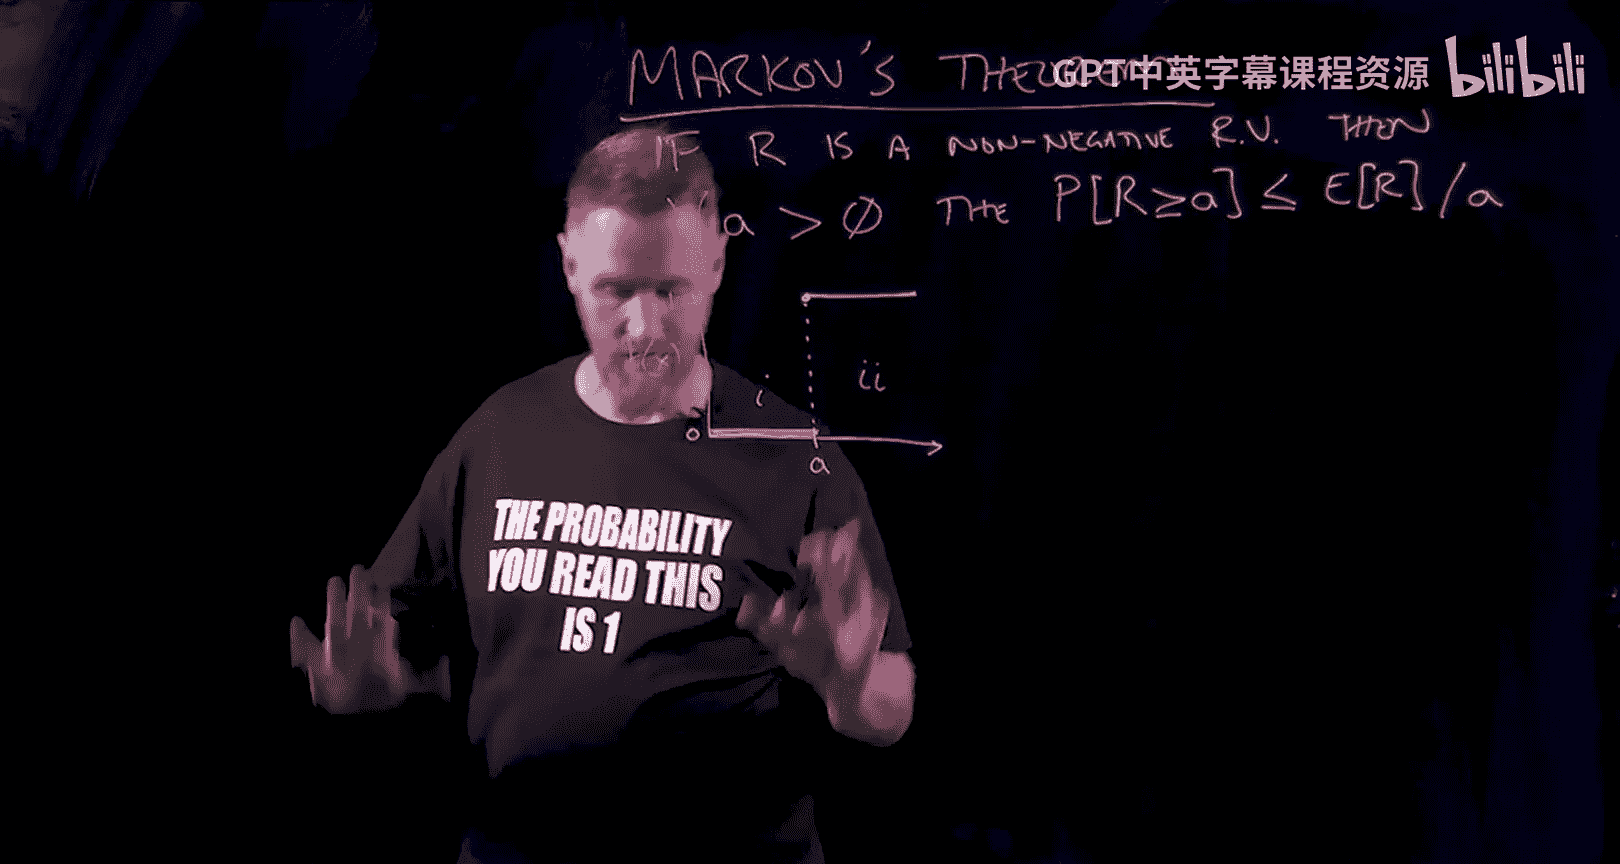 MARKOV'S THEOREM
GPT中英字幕课程资源 bilibili
IF R IS A NON-NEGATIVE R.V. THEN
∀ a > ∅ THE P[R≥a] ≤ E[R]/a
i
ii
0
a
THE PROBABILITY
YOU READ THIS
IS 1